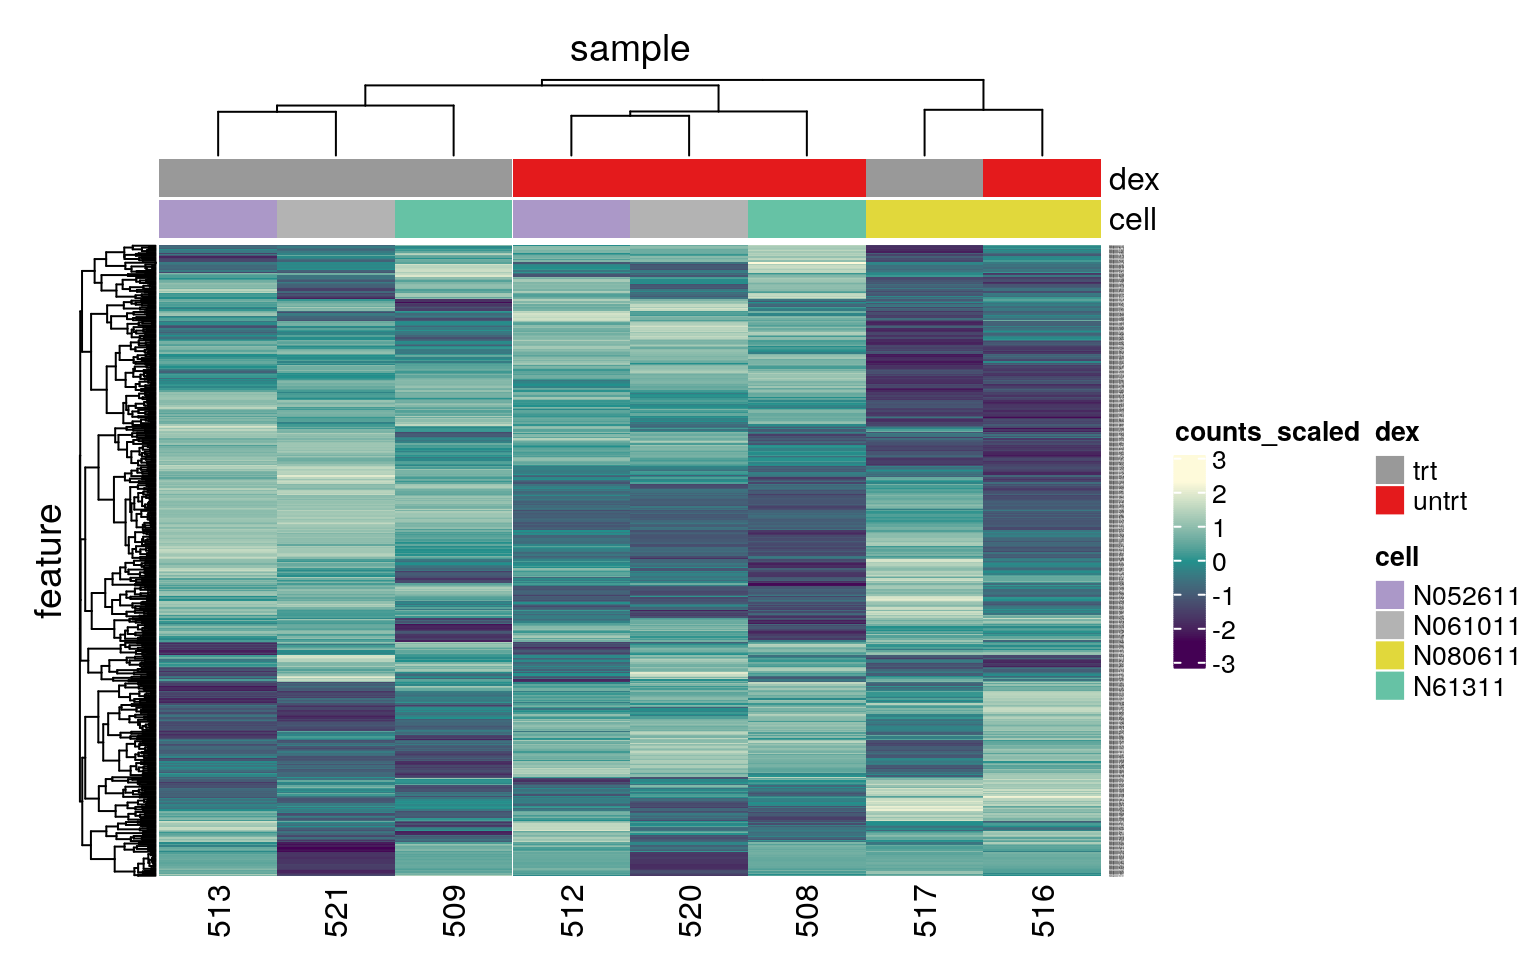 sample
dex
cell
feature
counts_scaled
3
2
1
0
-1
-2
-3
dex
trt
untrt
cell
N052611
N061011
N080611
N61311
513
521
509
512
520
508
517
516